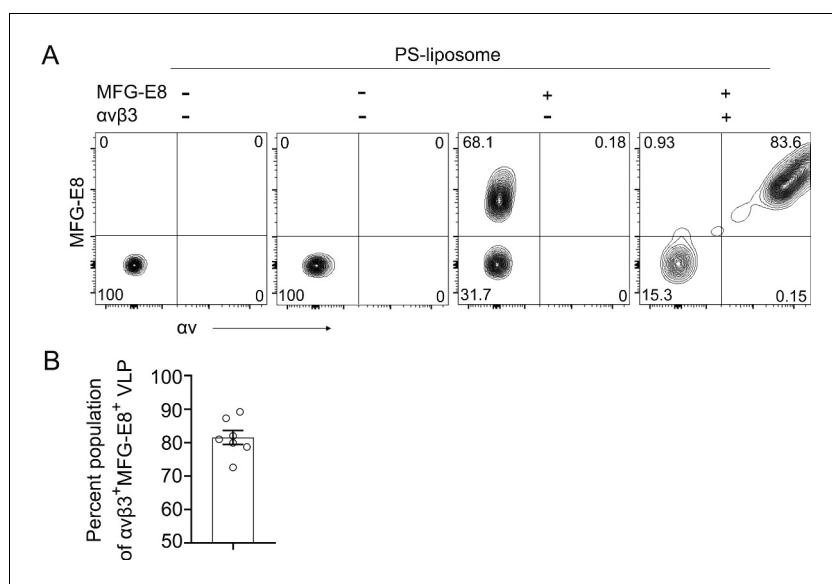 A
PS-liposome
MFG-E8 - - + +
αvβ3 - - - +
0 0 0 0 68.1 0.18 0.93 83.6
MFG-E8
100 0 100 0 31.7 0 15.3 0.15
αv
B
Percent population
of αvβ3+MFG-E8+ VLP
100
90
80
70
60
50